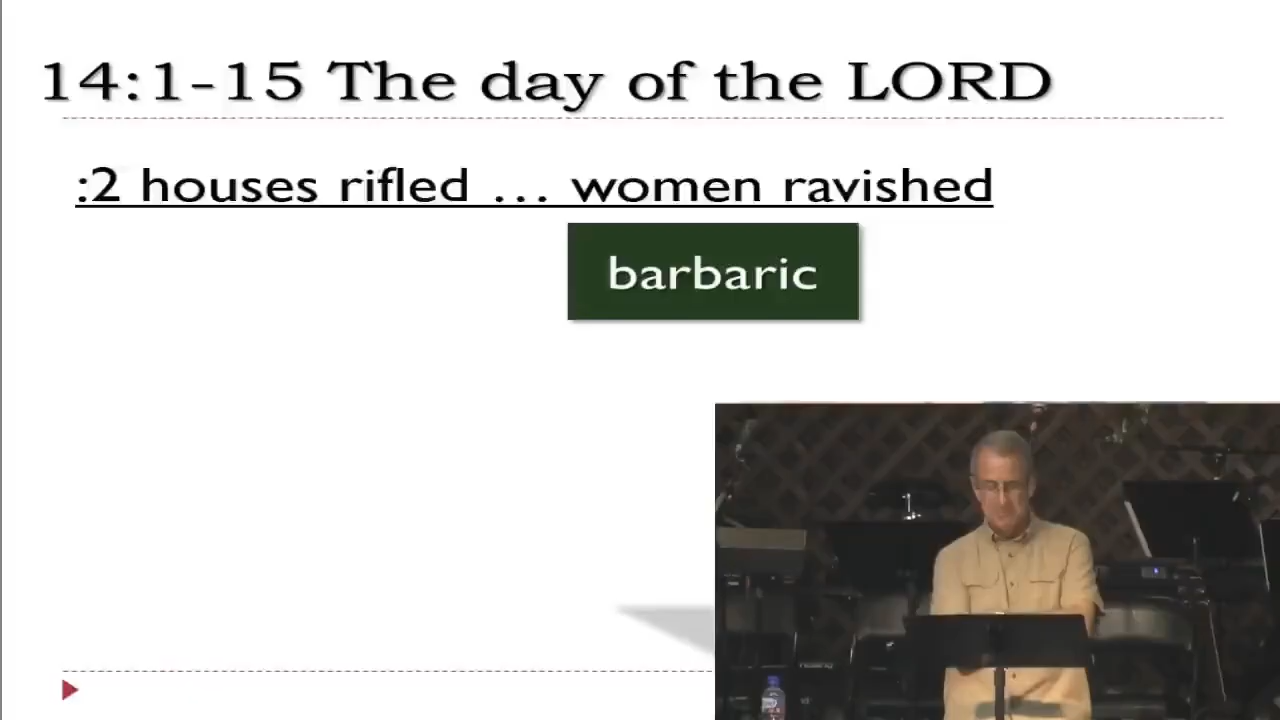 14:1-15 The day of the LORD
:2 houses rifled … women ravished
barbaric